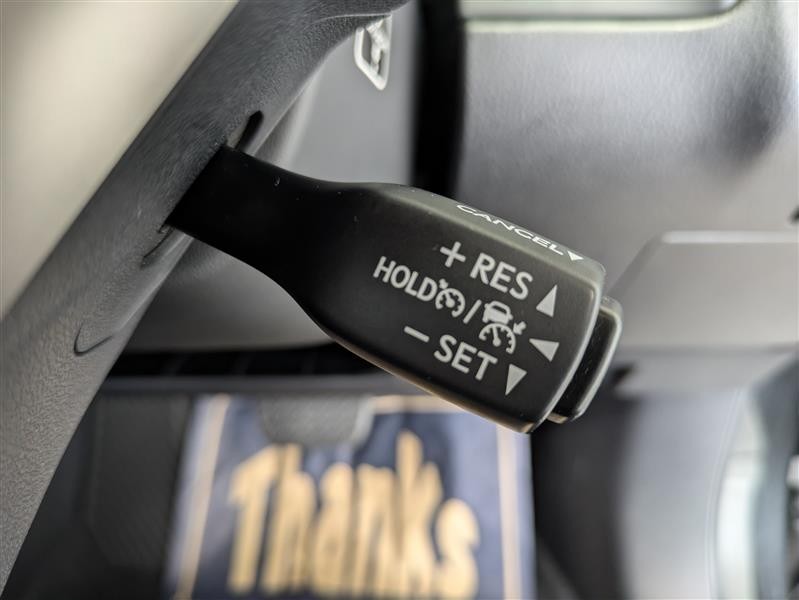 CANCEL▼
+ RES ▲
HOLD / ◀
− SET ▼
Thanks